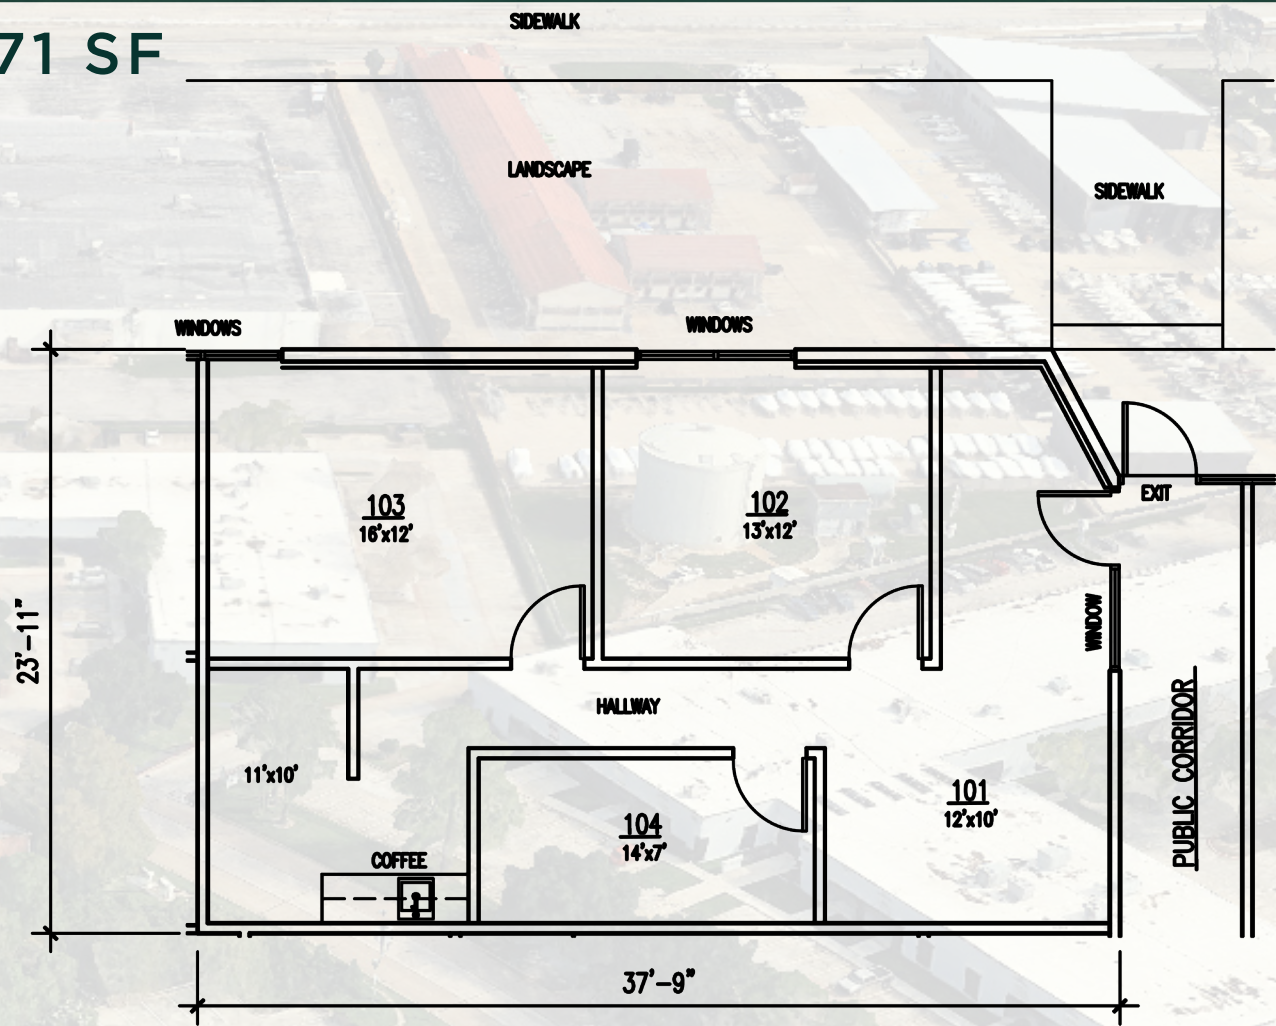 SIDEWALK
71 SF
LANDSCAPE
SIDEWALK
WINDOWS
WINDOWS
103
16'x12'
102
13'x12'
EXIT
WINDOW
23'-11"
HALLWAY
PUBLIC CORRIDOR
11'x10'
101
12'x10'
104
14'x7'
COFFEE
37'-9"